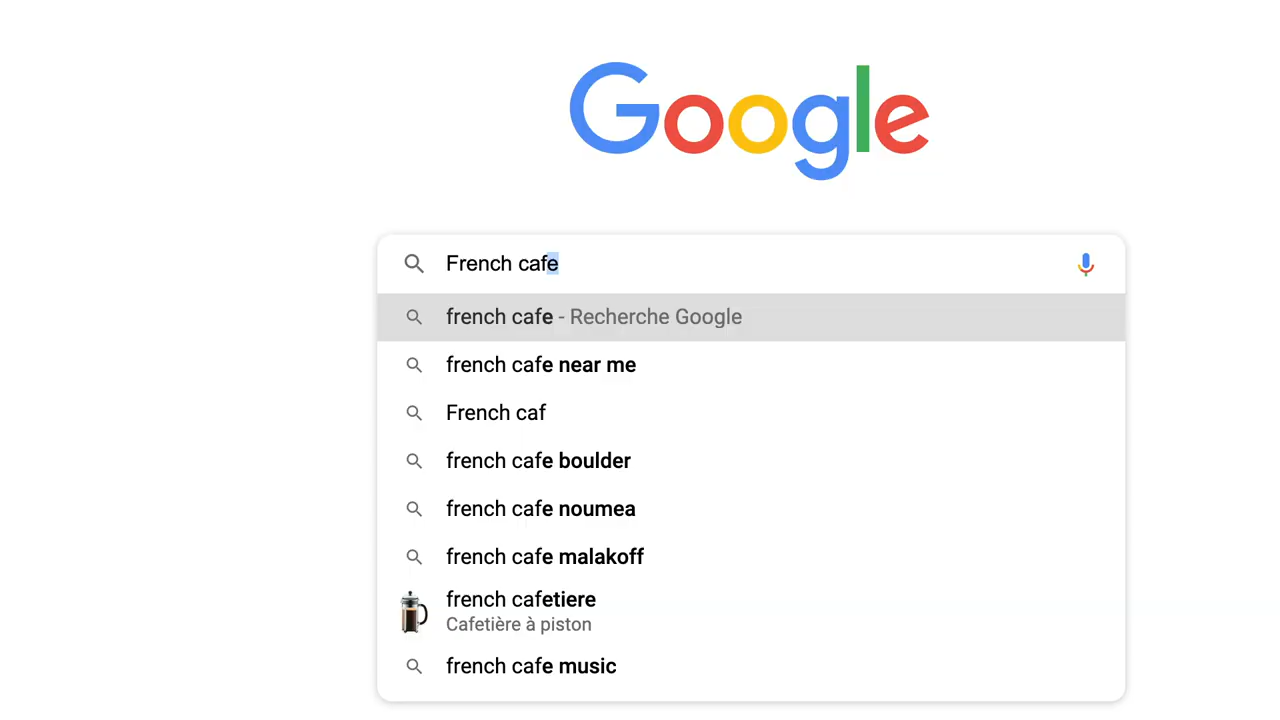 Google
French cafe
french cafe - Recherche Google
french cafe near me
French caf
french cafe boulder
french cafe noumea
french cafe malakoff
french cafetiere
Cafetière à piston
french cafe music